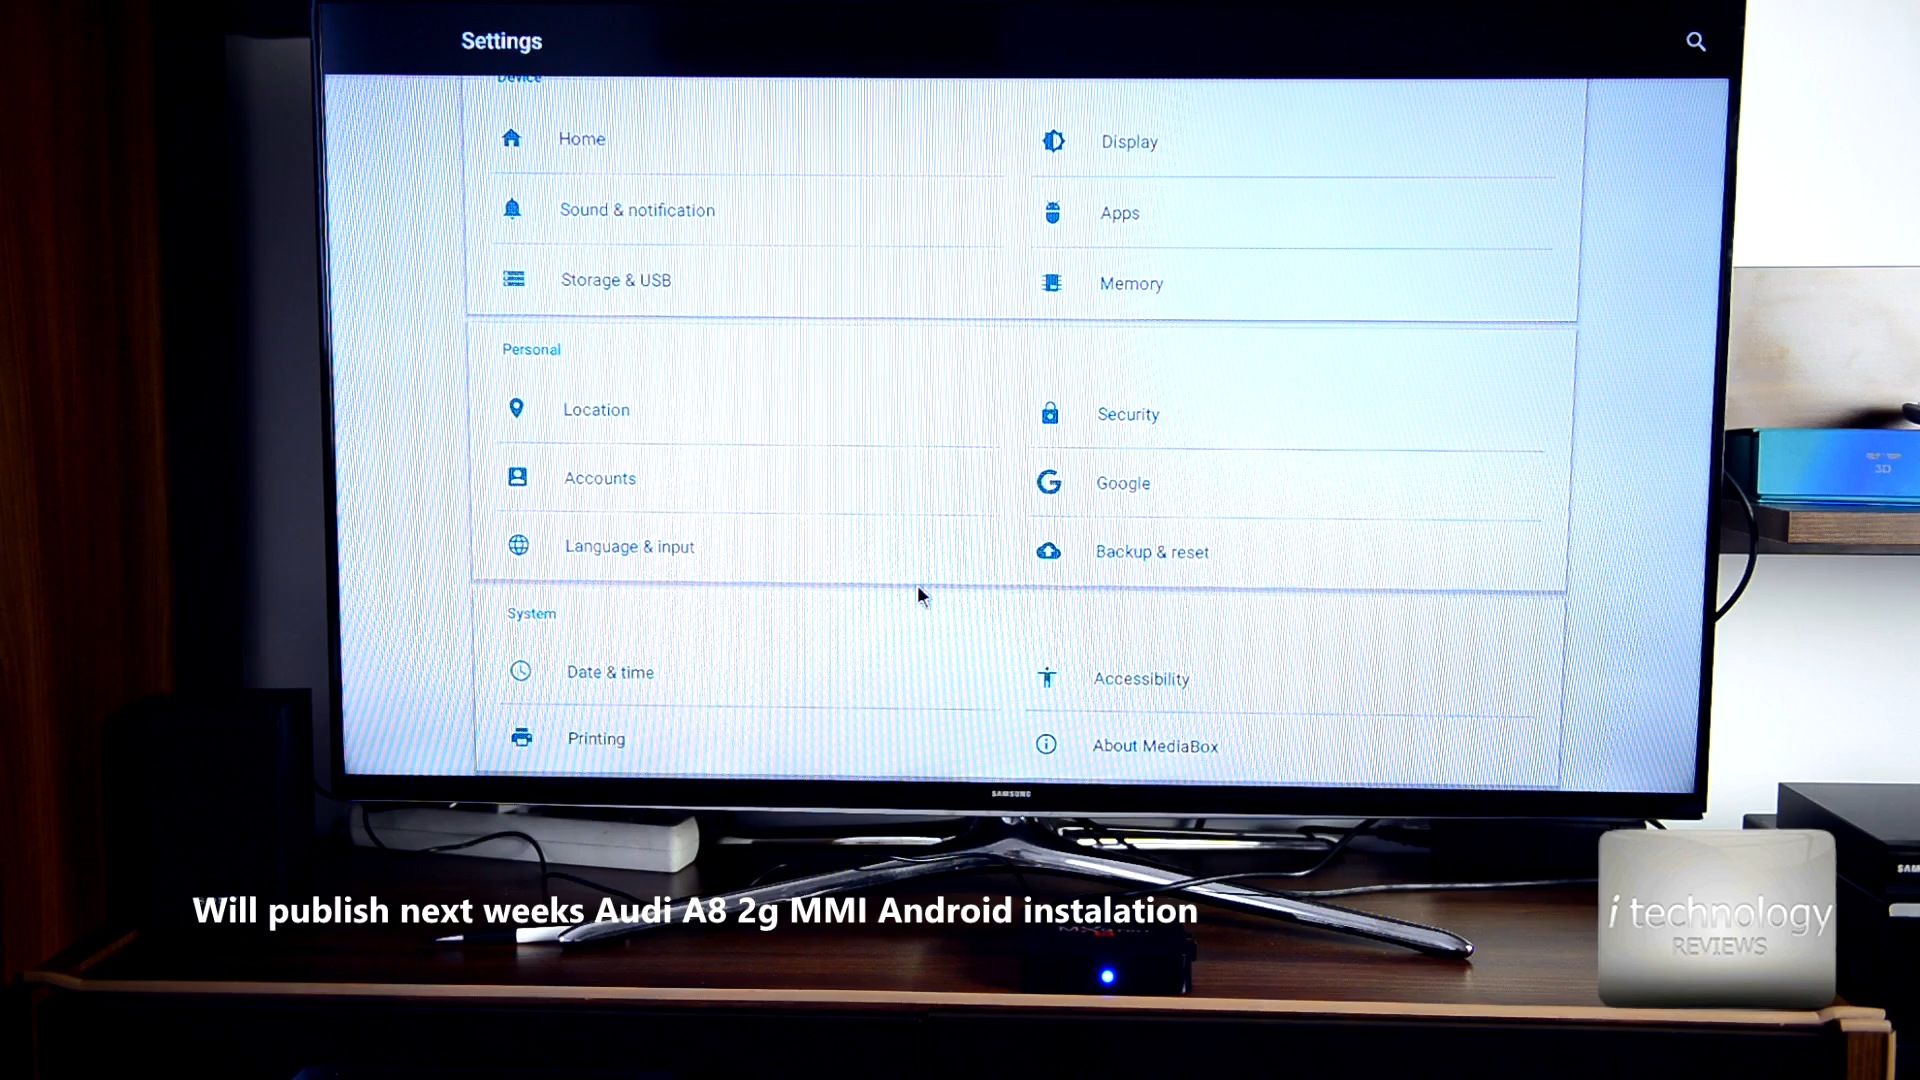 Settings
Device
Home
Display
Sound & notification
Apps
Storage & USB
Memory
Personal
Location
Security
Accounts
Google
Language & input
Backup & reset
System
Date & time
Accessibility
Printing
About MediaBox
SAMSUNG
3D
SAM
Will publish next weeks Audi A8 2g MMI Android instalation
i technology
REVIEWS